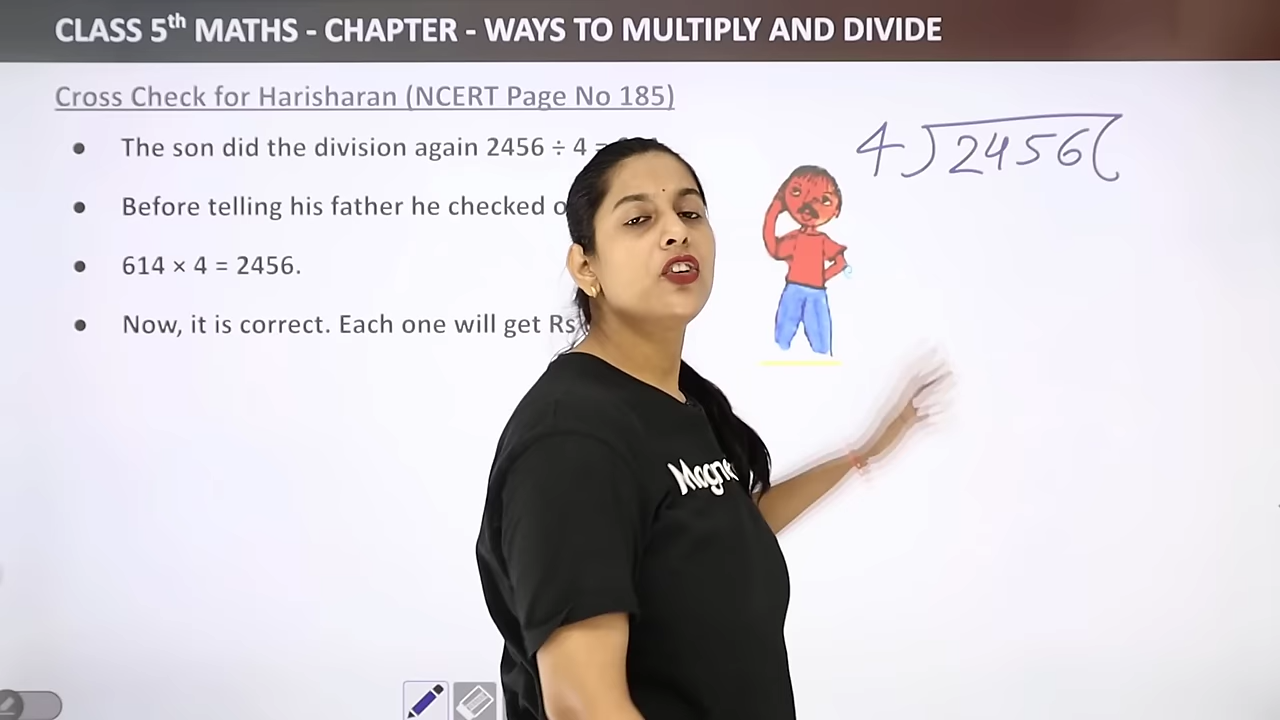 CLASS 5th MATHS - CHAPTER - WAYS TO MULTIPLY AND DIVIDE
Cross Check for Harisharan (NCERT Page No 185)
The son did the division again 2456 ÷ 4 =
Before telling his father he checked
614 × 4 = 2456.
Now, it is correct. Each one will get Rs
4)2456(